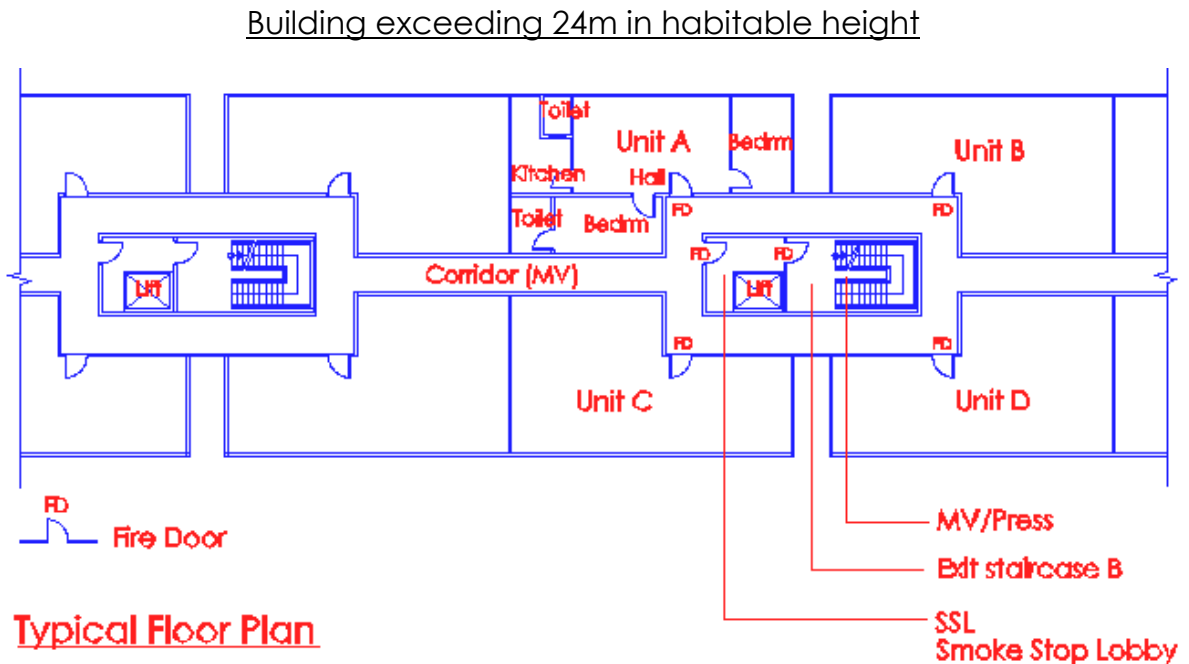 Building exceeding 24m in habitable height
Toilet
Unit A
Bedrm
Unit B
Kitchen
Hall
FD
FD
Toilet
Bedrm
FD
FD
Corridor (MV)
Lift
Lift
FD
FD
Unit C
Unit D
FD
Fire Door
MV/Press
Exit staircase B
SSL
Smoke Stop Lobby
Typical Floor Plan